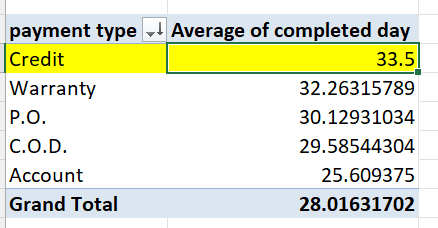 payment type Average of completed day
Credit 33.5
Warranty 32.26315789
P.O. 30.12931034
C.O.D. 29.58544304
Account 25.609375
Grand Total 28.01631702